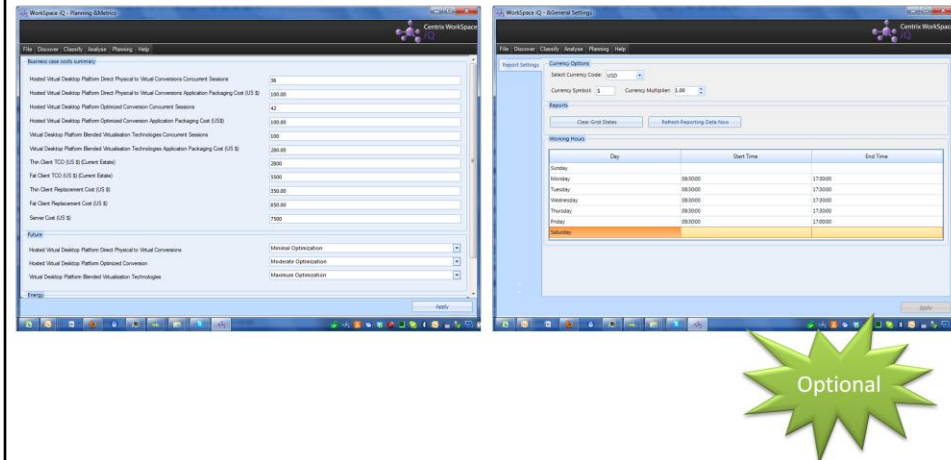 WorkSpace iQ - Planning &Metrics
Centrix WorkSpace
iQ
File Discover Classify Analyse Planning Help
Business case costs summary
Hosted Virtual Desktop Platform Direct Physical to Virtual Conversions Concurrent Sessions 36
Hosted Virtual Desktop Platform Direct Physical to Virtual Conversions Application Packaging Cost (US $) 100.00
Hosted Virtual Desktop Platform Optimized Conversion Concurrent Sessions 42
Hosted Virtual Desktop Platform Optimized Conversion Application Packaging Cost (US$) 100.00
Virtual Desktop Platform Blended Virtualisation Technologies Concurrent Sessions 100
Virtual Desktop Platform Blended Virtualisation Technologies Application Packaging Cost (US $) 200.00
Thin Client TCO (US $) (Current Estate) 2800
Fat Client TCO (US $) (Current Estate) 5500
Thin Client Replacement Cost (US $) 350.00
Fat Client Replacement Cost (US $) 650.00
Server Cost (US $) 7500
Future
Hosted Virtual Desktop Platform Direct Physical to Virtual Conversions Minimal Optimization
Hosted Virtual Desktop Platform Optimized Conversion Moderate Optimization
Virtual Desktop Platform Blended Virtualisation Technologies Maximum Optimization
Energy
Apply
WorkSpace iQ - &General Settings
Centrix WorkSpac
iQ
File Discover Classify Analyse Planning Help
Report Settings
Currency Options
Select Currency Code: USD
Currency Symbol: $ Currency Multiplier: 1.00
Reports
Clear Grid States Refresh Reporting Data Now
Working Hours
Day Start Time End Time
Sunday
Monday 08:30:00 17:30:00
Tuesday 08:30:00 17:30:00
Wednesday 08:30:00 17:30:00
Thursday 08:30:00 17:30:00
Friday 09:00:00 17:00:00
Saturday
Apply
Optional